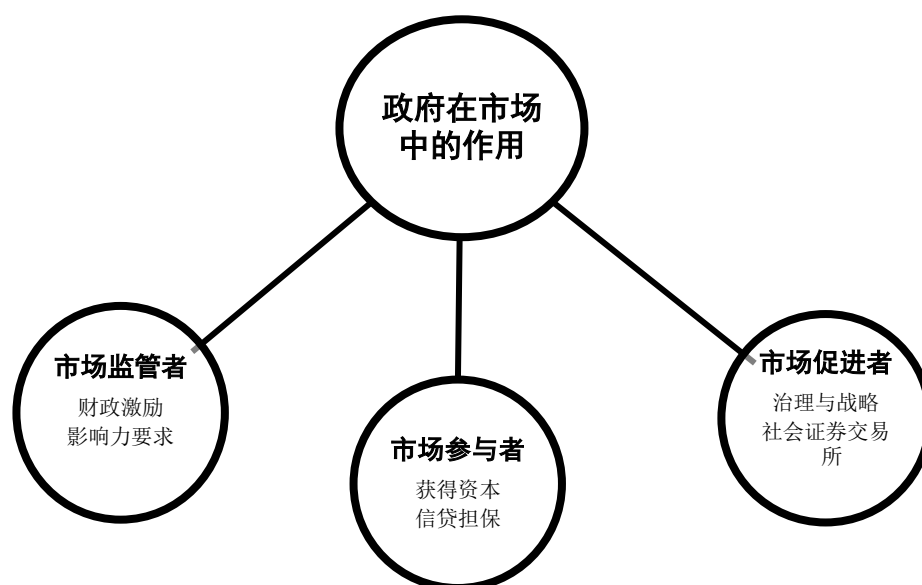 政府在市场
中的作用
市场监管者
财政激励
影响力要求
市场参与者
获得资本
信贷担保
市场促进者
治理与战略
社会证券交易
所